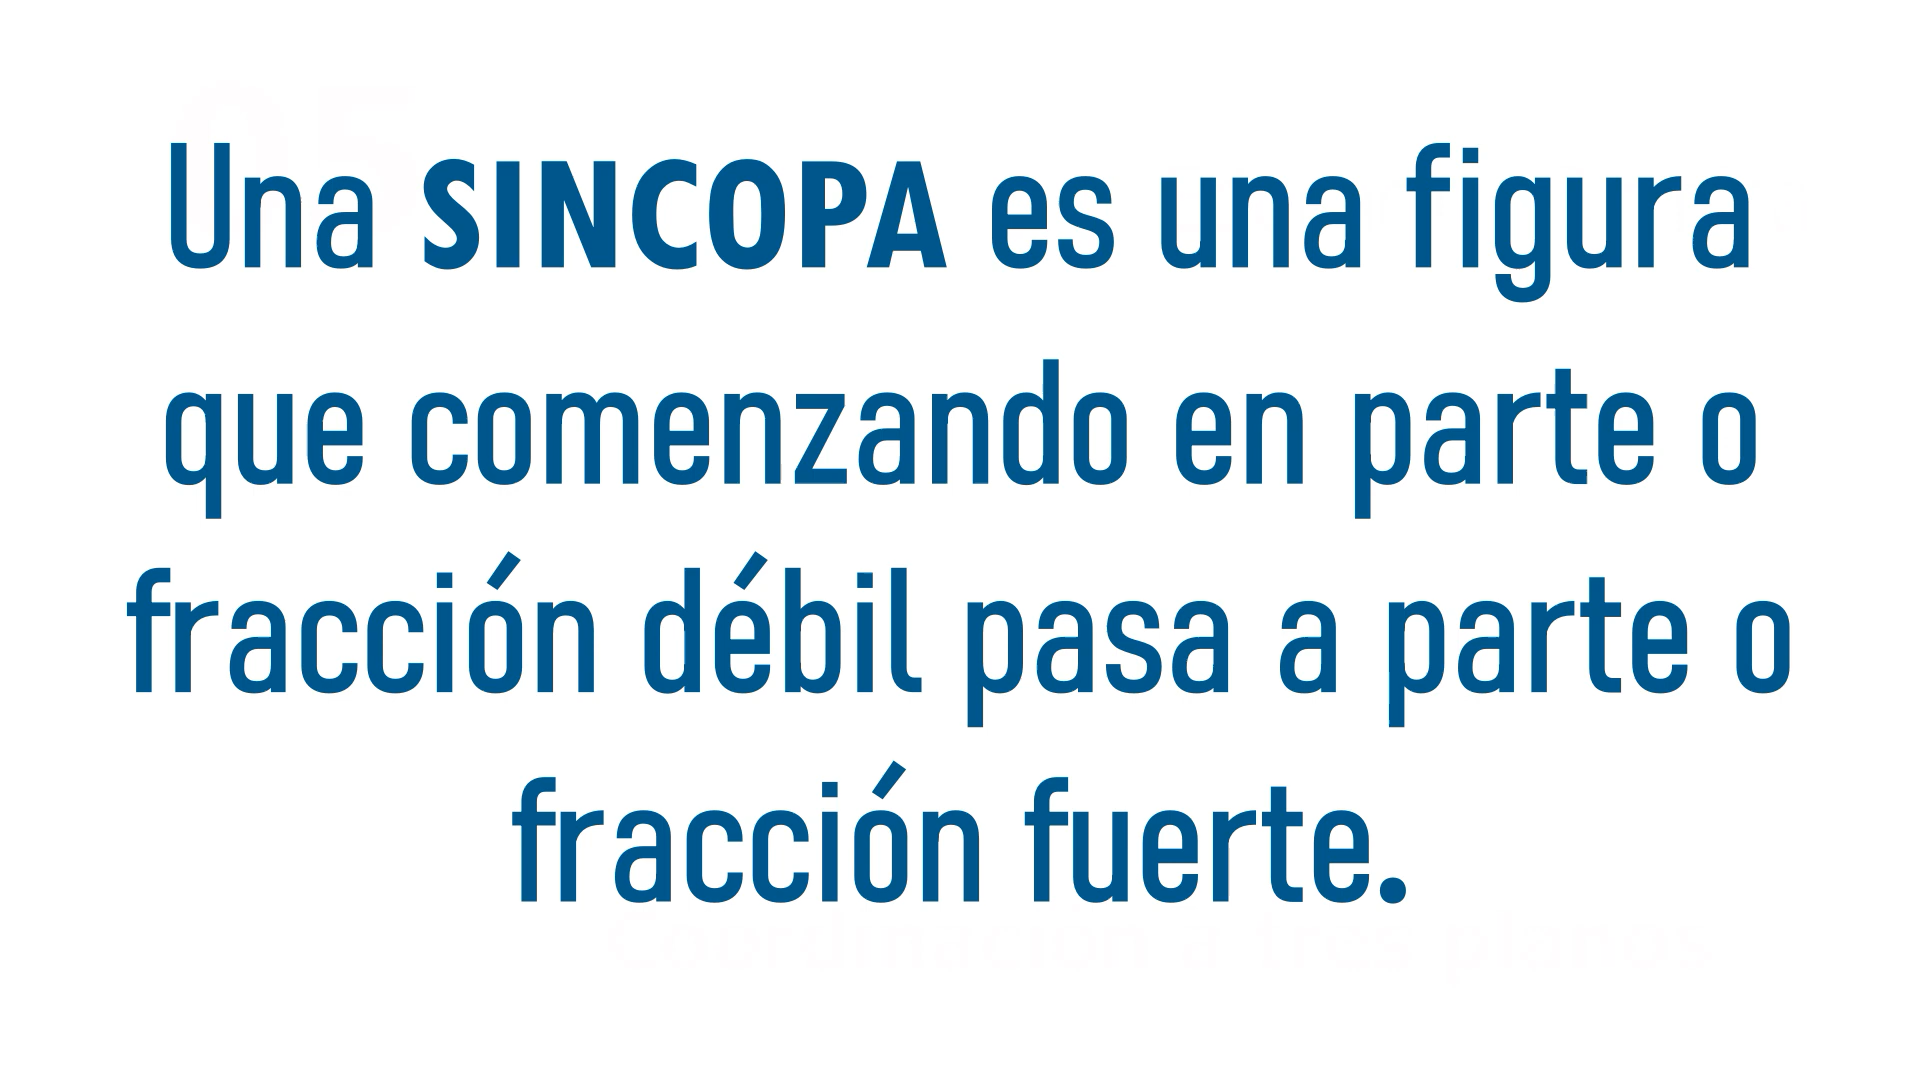 Una SINCOPA es una figura
que comenzando en parte o
fracción débil pasa a parte o
fracción fuerte.